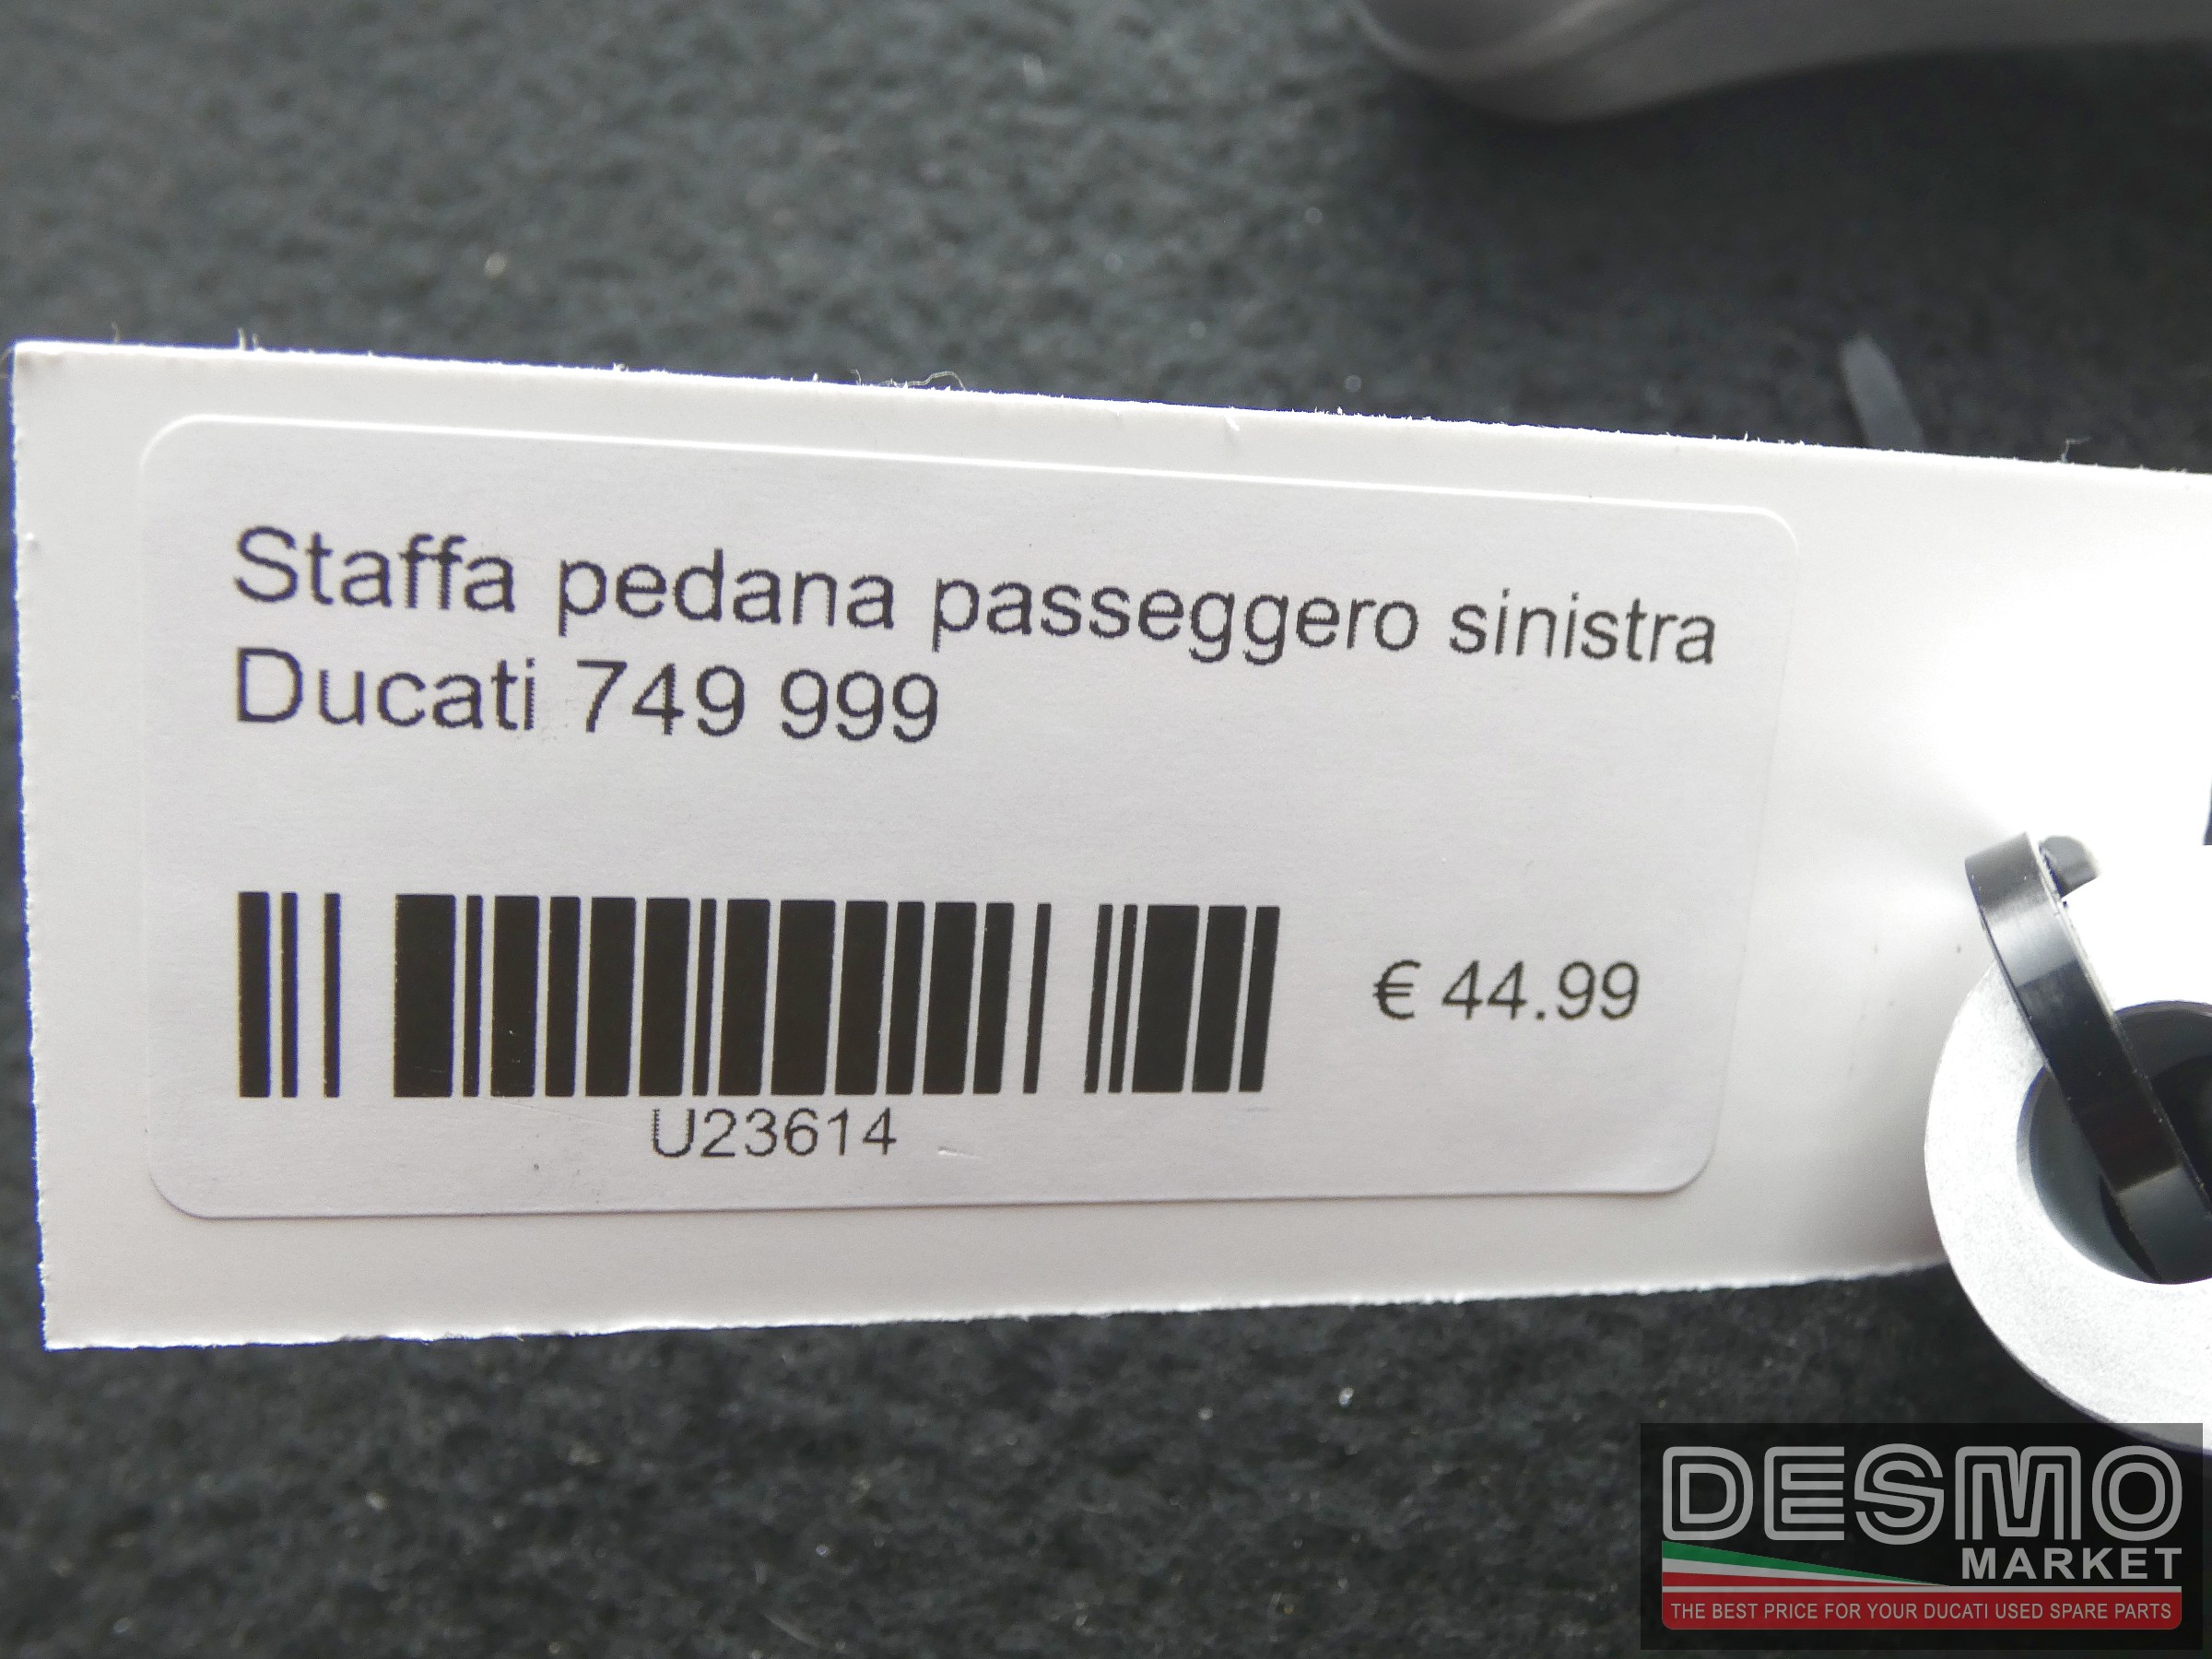 Staffa pedana passeggero sinistra
Ducati 749 999
€ 44.99
U23614
DESMO
MARKET
THE BEST PRICE FOR YOUR DUCATI USED SPARE PARTS